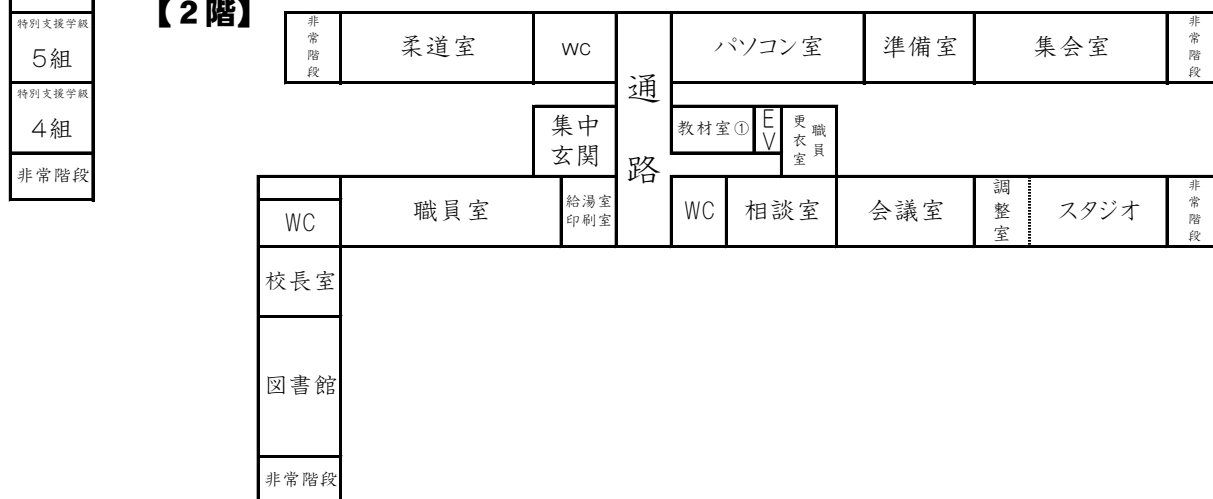 特別支援学級
5組
特別支援学級
4組
非常階段
【2階】
非常階段
柔道室
WC
通路
パソコン室
準備室
集会室
非常階段
集中
玄関
教材室①
EV
職員
更衣室
WC
職員室
給湯室
印刷室
WC
相談室
会議室
調整室
スタジオ
非常階段
校長室
図書館
非常階段